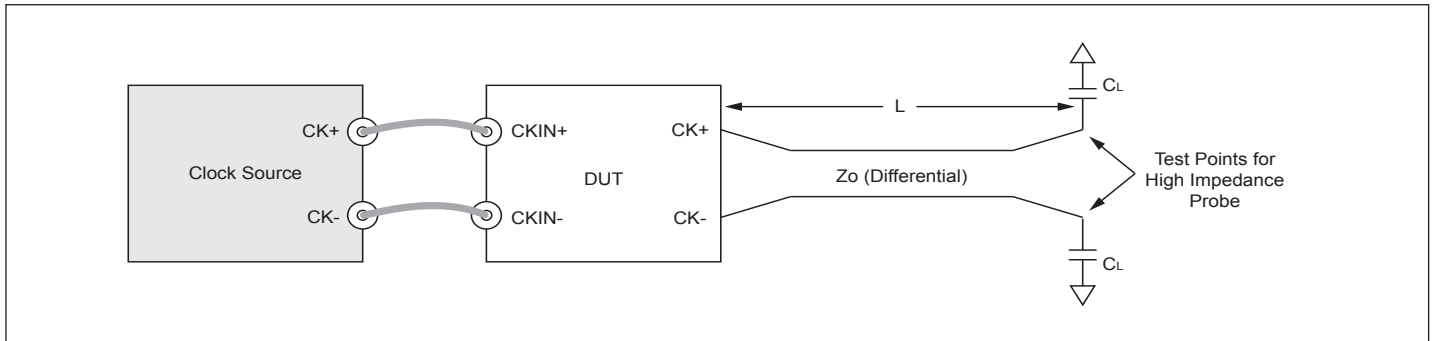 Clock Source
CK+
CK-
CKIN+
CKIN-
DUT
CK+
CK-
L
Zo (Differential)
CL
CL
Test Points for
High Impedance
Probe